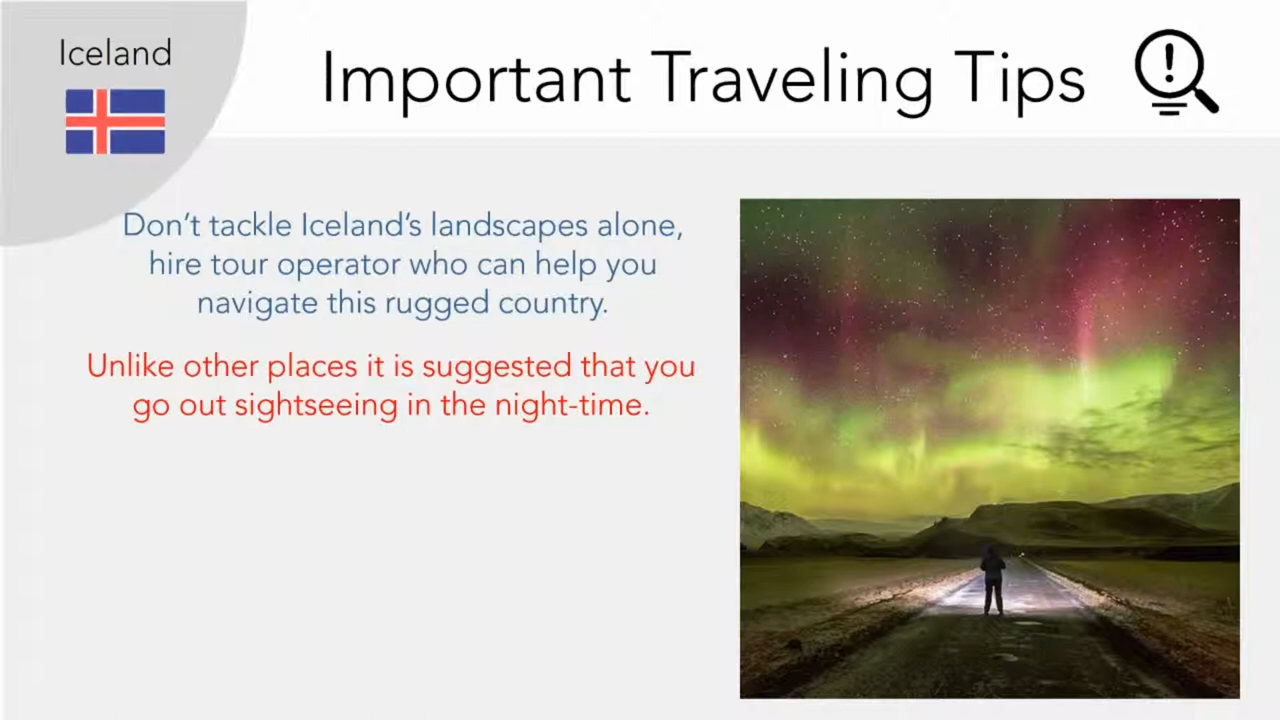 Iceland
Important Traveling Tips
Don't tackle Iceland's landscapes alone,
hire tour operator who can help you
navigate this rugged country.
Unlike other places it is suggested that you
go out sightseeing in the night-time.